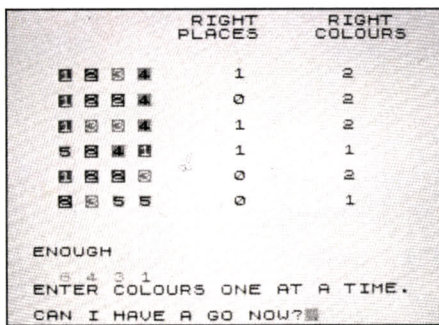 RIGHT RIGHT
PLACES COLOURS
1 2 3 4 1 2
1 2 2 4 0 2
1 3 3 4 1 2
5 2 4 1 1 1
1 2 2 3 0 2
2 3 5 5 0 1
ENOUGH
6 4 3 1
ENTER COLOURS ONE AT A TIME.
CAN I HAVE A GO NOW?